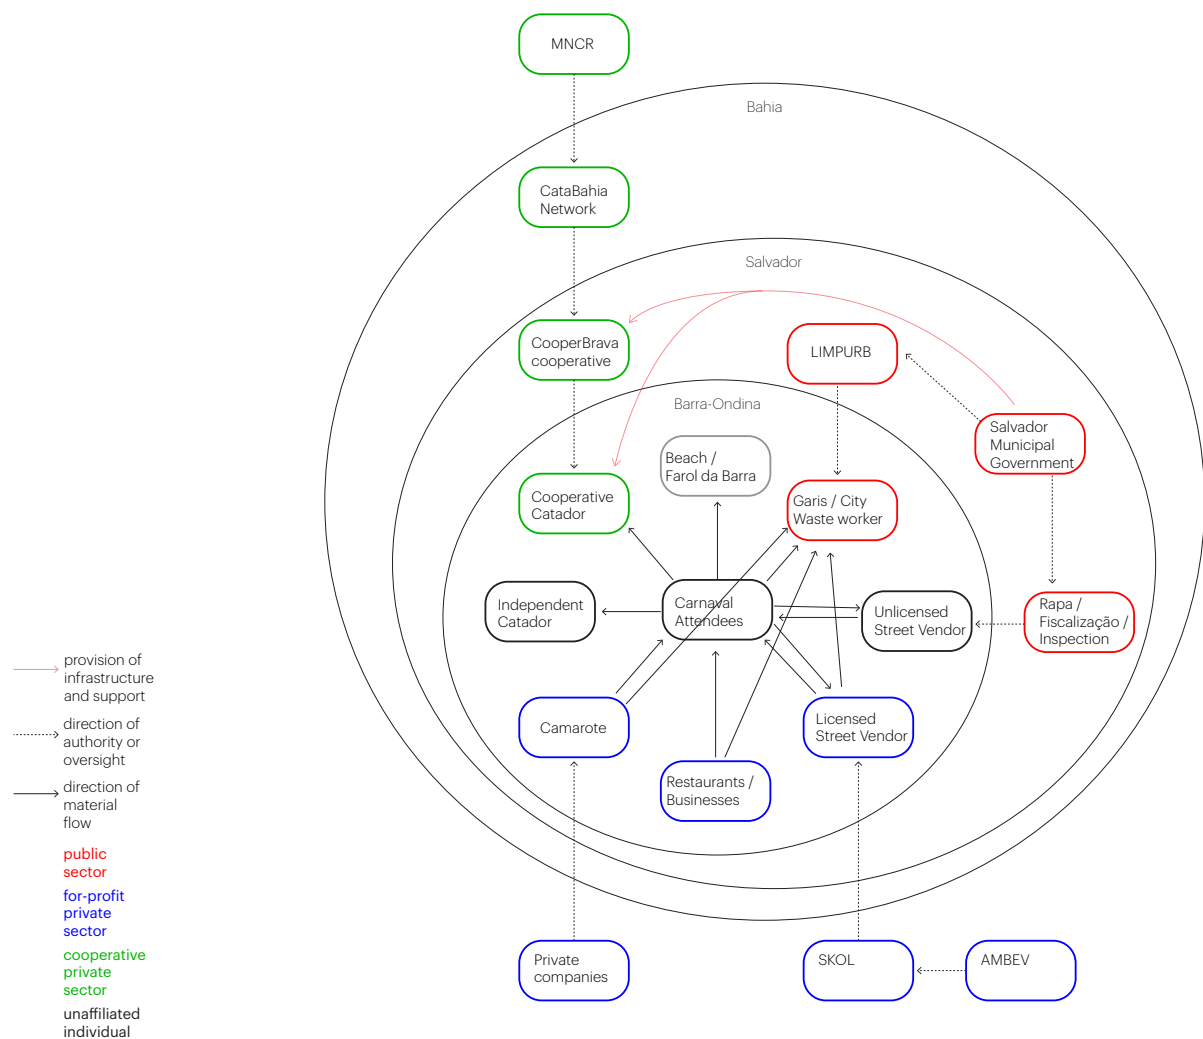 MNCR
Bahia
CataBahia
Network
Salvador
CooperBrava
cooperative
LIMPURB
Barra-Ondina
Salvador
Municipal
Government
Beach /
Farol da Barra
Cooperative
Catador
Garis / City
Waste worker
Independent
Catador
Carnaval
Attendees
Unlicensed
Street Vendor
Rapa /
Fiscalização /
Inspection
Camarote
Licensed
Street Vendor
Restaurants /
Businesses
Private
companies
SKOL
AMBEV
provision of
infrastructure
and support
direction of
authority or
oversight
direction of
material
flow
public
sector
for-profit
private
sector
cooperative
private
sector
unaffiliated
individual